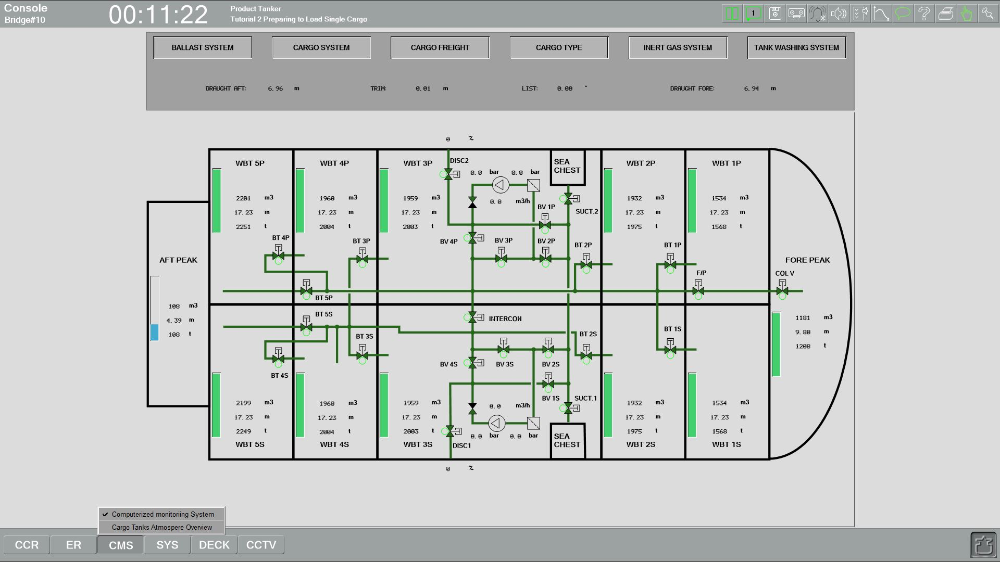 Console
Bridge#10
00:11:22
Product Tanker
Tutorial 2 Preparing to Load Single Cargo
1
BALLAST SYSTEM
CARGO SYSTEM
CARGO FREIGHT
CARGO TYPE
INERT GAS SYSTEM
TANK WASHING SYSTEM
DRAUGHT AFT: 6.96 m
TRIM: 0.01 m
LIST: 0.00 °
DRAUGHT FORE: 6.94 m
0 %
WBT 5P
2201 m3
17.23 m
2251 t
WBT 4P
1960 m3
17.23 m
2004 t
WBT 3P
1959 m3
17.23 m
2003 t
DISC2
0.0 bar
0.0 bar
0.0 m3/h
SEA
CHEST
SUCT.2
WBT 2P
1932 m3
17.23 m
1975 t
WBT 1P
1534 m3
17.23 m
1568 t
BV 1P
BV 4P
BV 3P
BV 2P
BT 4P
BT 3P
BT 2P
BT 1P
AFT PEAK
108 m3
4.39 m
108 t
FORE PEAK
COL V
F/P
BT 5P
BT 5S
INTERCON
1181 m3
9.80 m
1208 t
BT 3S
BT 2S
BT 1S
BV 4S
BV 3S
BV 2S
BT 4S
BV 1S
SUCT.1
2199 m3
17.23 m
2249 t
WBT 5S
1960 m3
17.23 m
2004 t
WBT 4S
1959 m3
17.23 m
2003 t
WBT 3S
0.0 m3/h
0.0 bar
0.0 bar
DISC1
SEA
CHEST
1932 m3
17.23 m
1975 t
WBT 2S
1534 m3
17.23 m
1568 t
WBT 1S
0 %
Computerized monitoriing System
Cargo Tanks Atmospere Overview
CCR
ER
CMS
SYS
DECK
CCTV